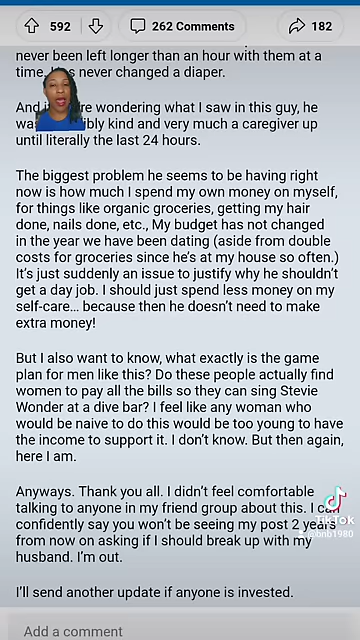 592
262 Comments
182
never been left longer than an hour with them at a
time. never changed a diaper.
And wondering what I saw in this guy, he
was kind and very much a caregiver up
until literally the last 24 hours.
The biggest problem he seems to be having right
now is how much I spend my own money on myself,
for things like organic groceries, getting my hair
done, nails done, etc., My budget has not changed
in the year we have been dating (aside from double
costs for groceries since he's at my house so often.)
It's just suddenly an issue to justify why he shouldn't
get a day job. I should just spend less money on my
self-care... because then he doesn't need to make
extra money!
But I also want to know, what exactly is the game
plan for men like this? Do these people actually find
women to pay all the bills so they can sing Stevie
Wonder at a dive bar? I feel like any woman who
would be naive to do this would be too young to have
the income to support it. I don't know. But then again,
here I am.
Anyways. Thank you all. I didn't feel comfortable
talking to anyone in my friend group about this. I can
confidently say you won't be seeing my post 2 years
from now on asking if I should break up with my
husband. I'm out.
TikTok
@onb1980
I'll send another update if anyone is invested.
Add a comment